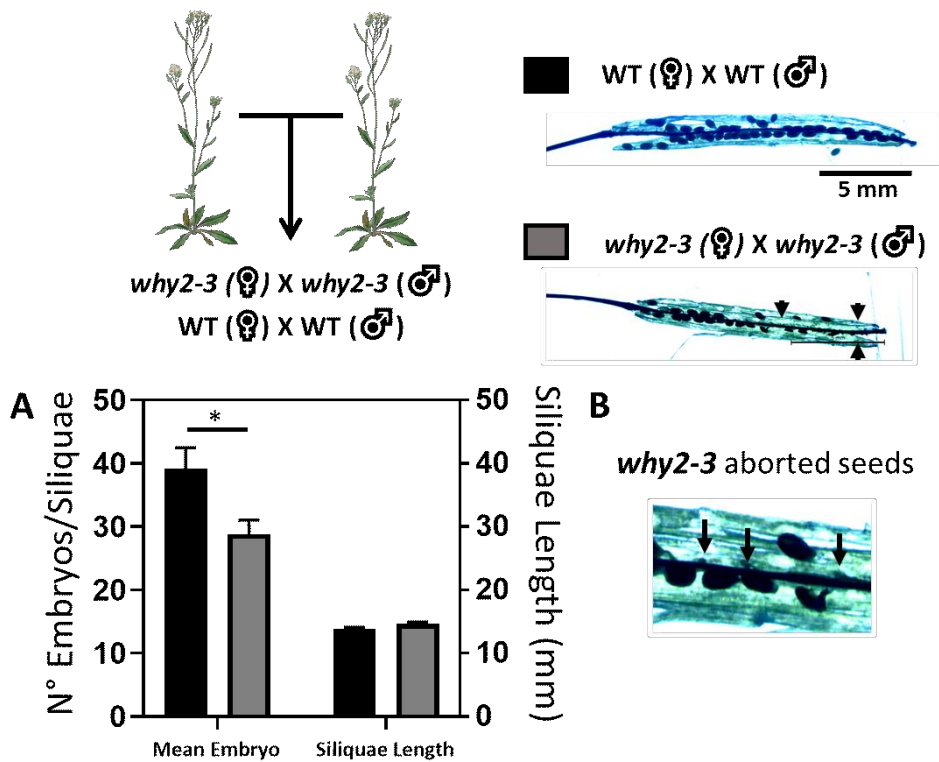 WT (♀) X WT (♂)
5 mm
why2-3 (♀) X why2-3 (♂)
why2-3 (♀) X why2-3 (♂)
WT (♀) X WT (♂)
A
N° Embryos/Siliquae
50
40
30
20
10
0
*
Mean Embryo
Siliquae Length
50
40
30
20
10
0
Siliquae Length (mm)
B
why2-3 aborted seeds